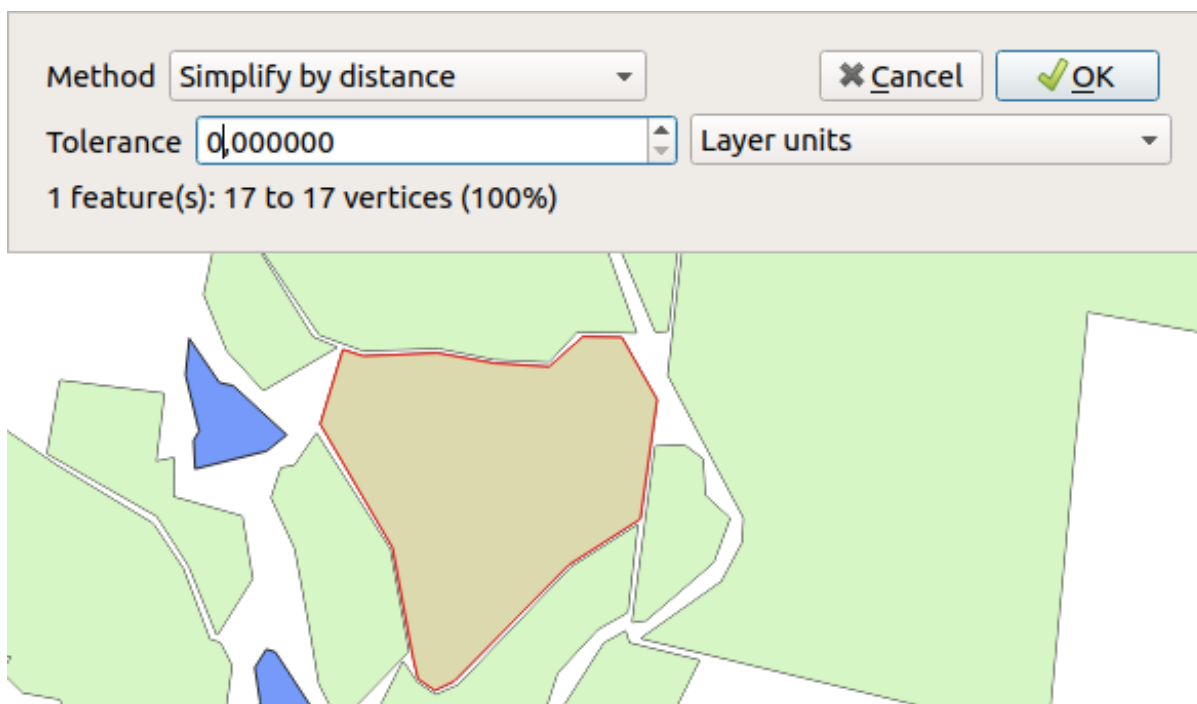 Method Simplify by distance Cancel OK
Tolerance 0,000000 Layer units
1 feature(s): 17 to 17 vertices (100%)